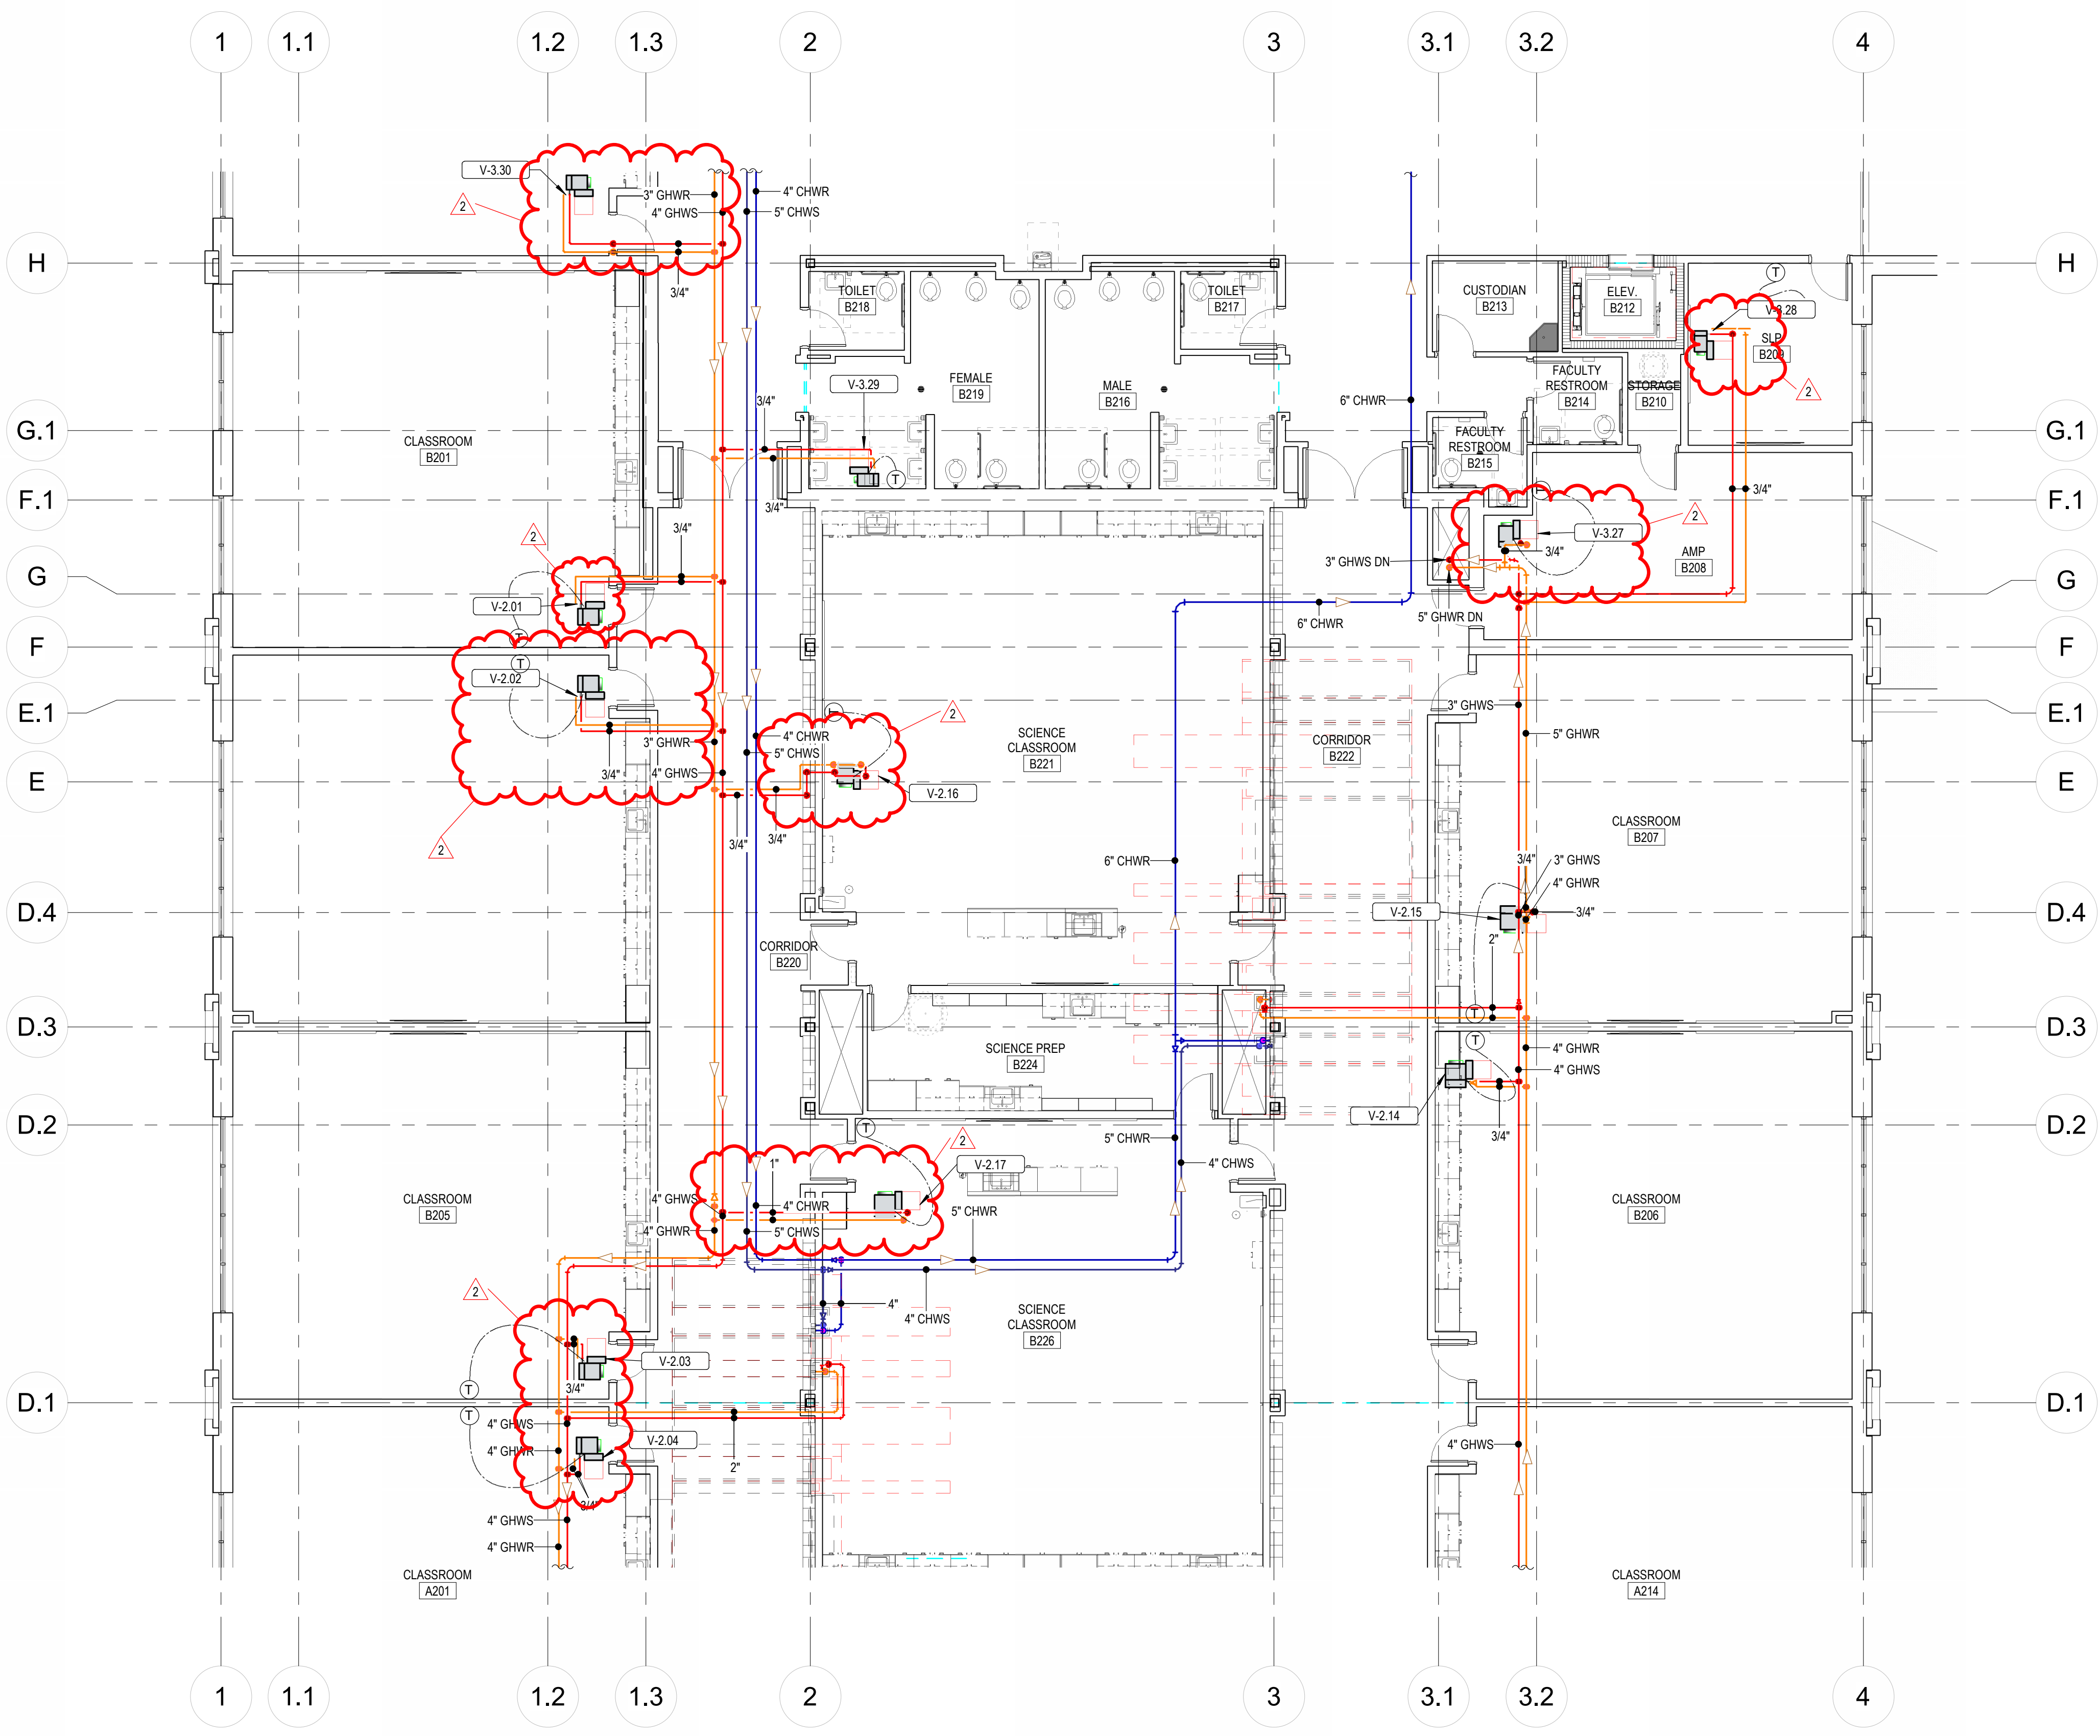 1 1.1 1.2 1.3 2 3 3.1 3.2 4
V-3.30
2
3" GHWR
4" GHWS
4" CHWR
5" CHWS
3/4"
H
H
TOILET
B218
TOILET
B217
CUSTODIAN
B213
ELEV.
B212
T
V-3.28
SLP
B209
2
FEMALE
B219
MALE
B216
V-3.29
3/4"
T
3/4"
6" CHWR
FACULTY
RESTROOM
B214
STORAGE
B210
FACULTY
RESTROOM
B215
G.1
G.1
CLASSROOM
B201
F.1
F.1
3/4"
T
2
V-3.27
3/4"
AMP
B208
3" GHWS DN
5" GHWR DN
3/4"
2
G
G
V-2.01
T
6" CHWR
F
F
T
V-2.02
E.1
E.1
3" GHWR
4" GHWS
3/4"
2
T
2
4" CHWR
5" CHWS
V-2.16
3/4"
3/4"
SCIENCE
CLASSROOM
B221
CORRIDOR
B222
3" GHWS
5" GHWR
E
E
CLASSROOM
B207
6" CHWR
3/4"
3" GHWS
4" GHWR
V-2.15
3/4"
2"
D.4
D.4
CORRIDOR
B220
T
D.3
D.3
SCIENCE PREP
B224
T
4" GHWR
4" GHWS
V-2.14
3/4"
D.2
D.2
T
2
5" CHWR
1"
V-2.17
4" CHWS
CLASSROOM
B205
4" GHWS
4" CHWR
5" CHWR
4" GHWR
5" CHWS
CLASSROOM
B206
2
4"
4" CHWS
SCIENCE
CLASSROOM
B226
V-2.03
3/4"
T
D.1
D.1
T
4" GHWS
V-2.04
4" GHWR
4" GHWS
2"
3/4"
4" GHWS
4" GHWR
CLASSROOM
A201
CLASSROOM
A214
1 1.1 1.2 1.3 2 3 3.1 3.2 4